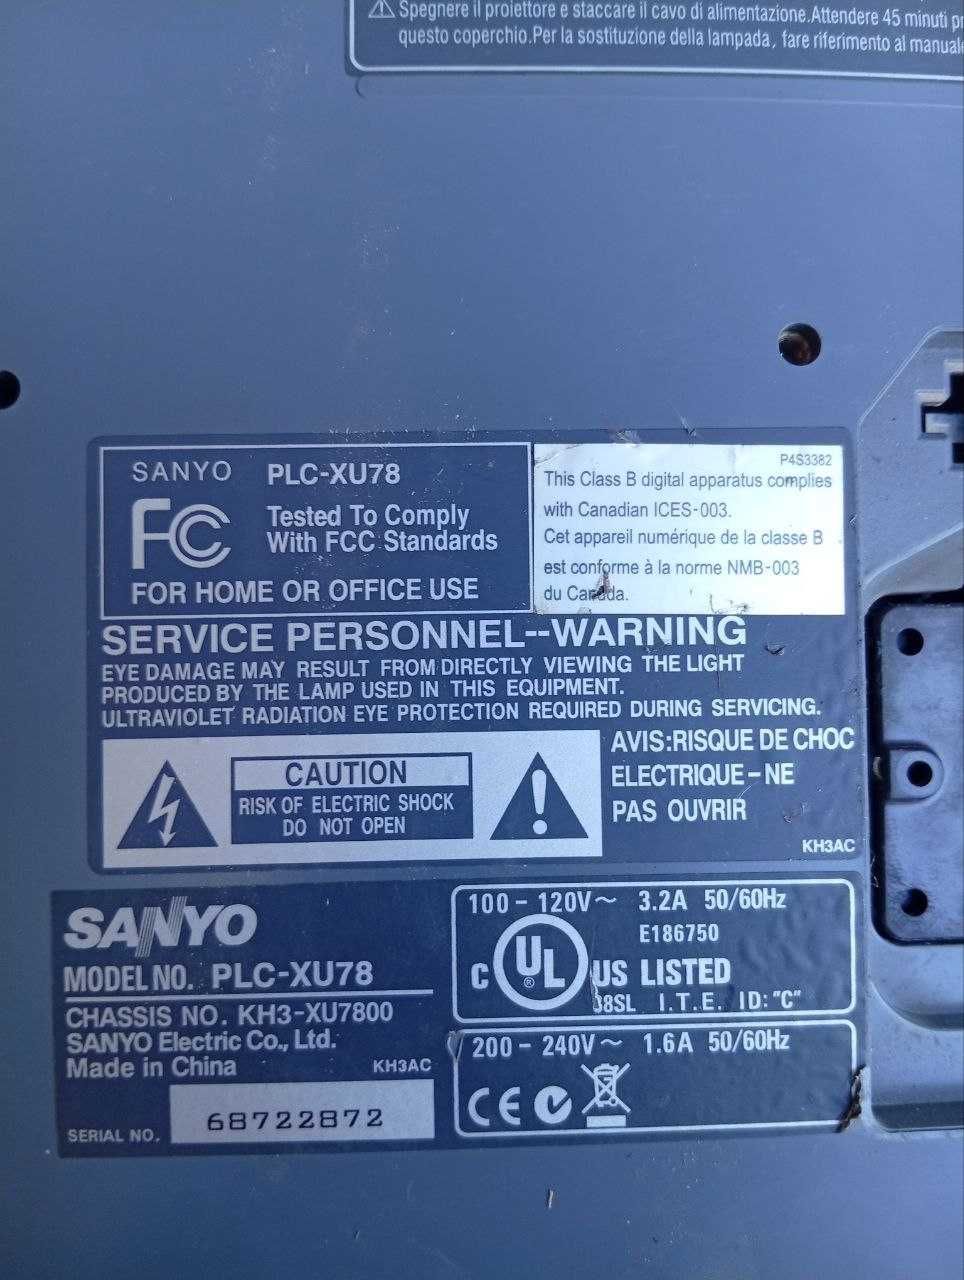 Spegnere il proiettore e staccare il cavo di alimentazione.Attendere 45 minuti
questo coperchio.Per la sostituzione della lampada, fare riferimento al
SANYO PLC-XU78
FC Tested To Comply
With FCC Standards
FOR HOME OR OFFICE USE
P4S3382
This Class B digital apparatus complies
with Canadian ICES-003.
Cet appareil numérique de la classe B
est conforme à la norme NMB-003
du Canada.
SERVICE PERSONNEL--WARNING
EYE DAMAGE MAY RESULT FROM DIRECTLY VIEWING THE LIGHT
PRODUCED BY THE LAMP USED IN THIS EQUIPMENT.
ULTRAVIOLET RADIATION EYE PROTECTION REQUIRED DURING SERVICING.
CAUTION
RISK OF ELECTRIC SHOCK
DO NOT OPEN
AVIS:RISQUE DE CHOC
ELECTRIQUE-NE
PAS OUVRIR
KH3AC
SANYO
MODEL NO. PLC-XU78
CHASSIS NO. KH3-XU7800
SANYO Electric Co., Ltd.
Made in China KH3AC
SERIAL NO. 68722872
100-120V~ 3.2A 50/60Hz
E186750
C UL ® US LISTED
I.T.E. ID:"C"
200-240V~ 1.6A 50/60Hz
CE